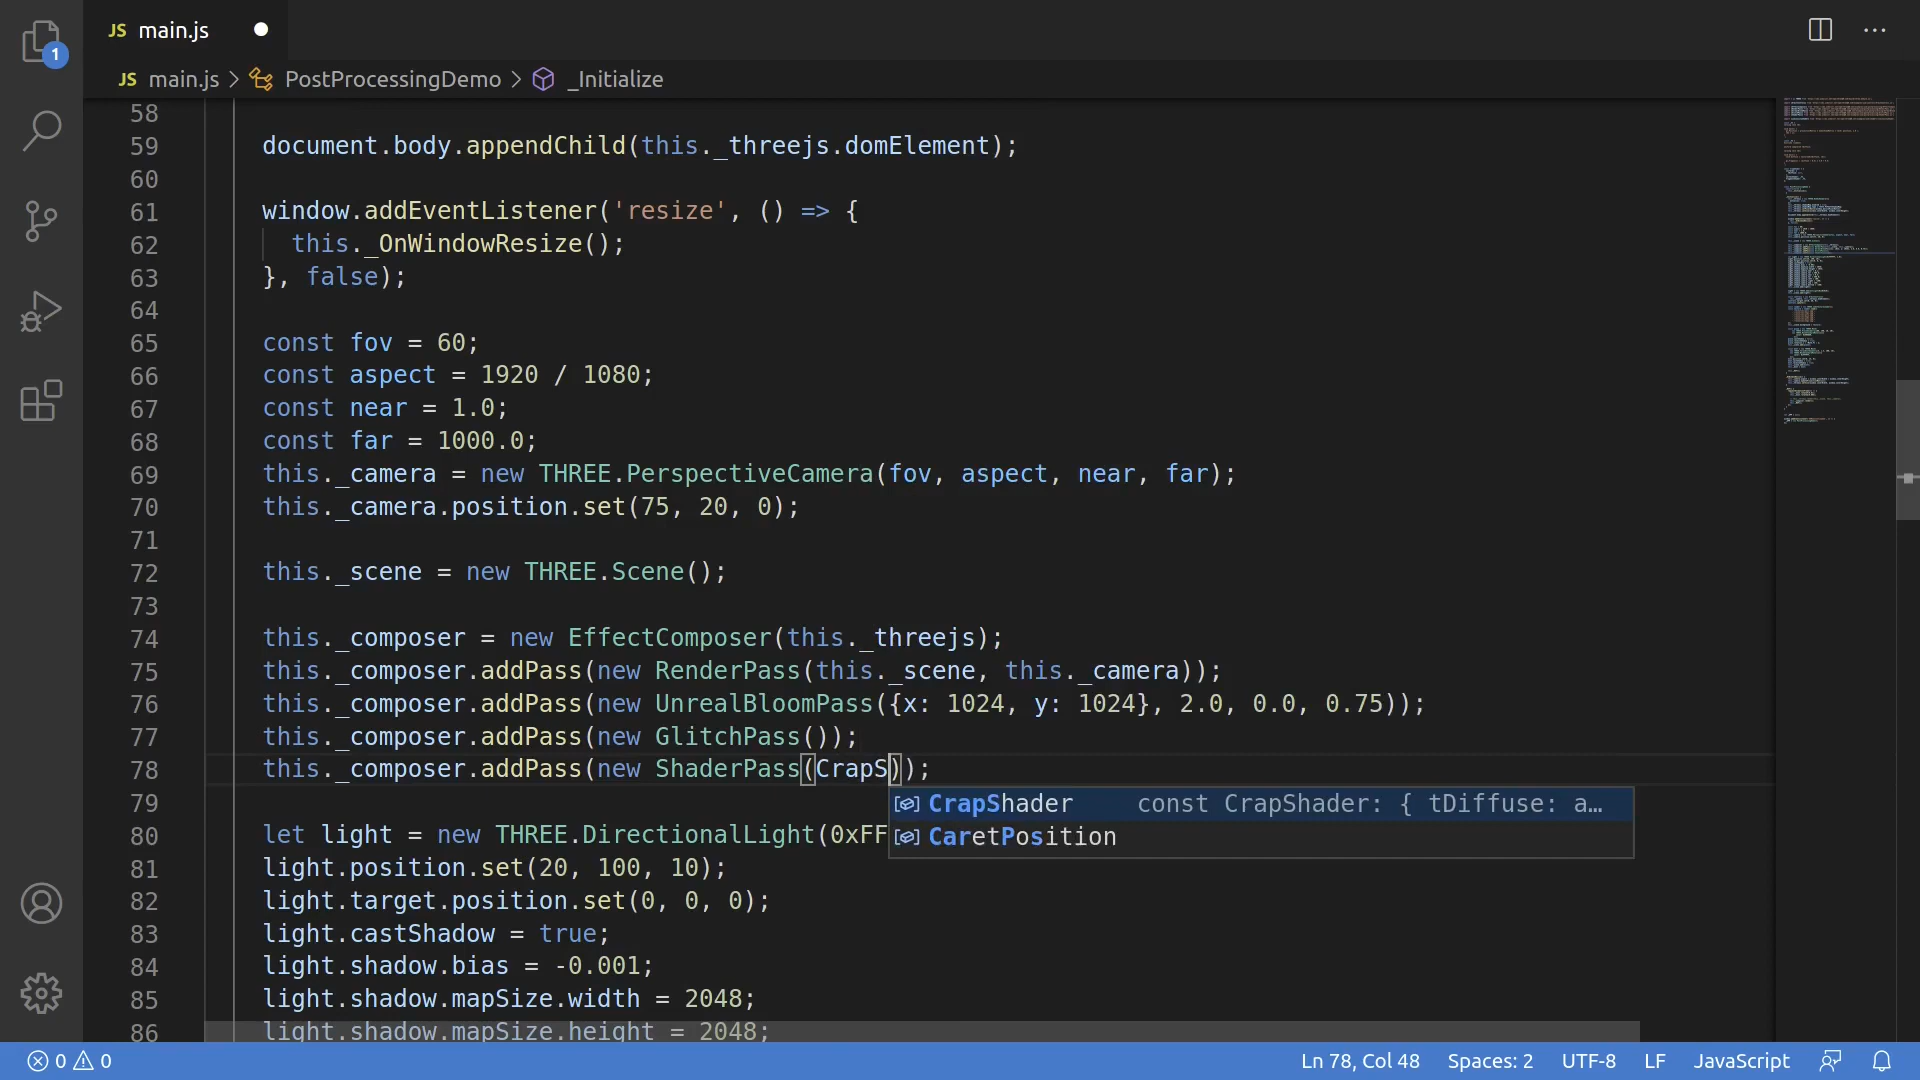 JS main.js
JS main.js > PostProcessingDemo > _Initialize
1
58
59 document.body.appendChild(this._threejs.domElement);
60
61 window.addEventListener('resize', () => {
62 this._OnWindowResize();
63 }, false);
64
65 const fov = 60;
66 const aspect = 1920 / 1080;
67 const near = 1.0;
68 const far = 1000.0;
69 this._camera = new THREE.PerspectiveCamera(fov, aspect, near, far);
70 this._camera.position.set(75, 20, 0);
71
72 this._scene = new THREE.Scene();
73
74 this._composer = new EffectComposer(this._threejs);
75 this._composer.addPass(new RenderPass(this._scene, this._camera));
76 this._composer.addPass(new UnrealBloomPass({x: 1024, y: 1024}, 2.0, 0.0, 0.75));
77 this._composer.addPass(new GlitchPass());
78 this._composer.addPass(new ShaderPass(CrapS));
79
CrapShader const CrapShader: { tDiffuse: a…
CaretPosition
80 let light = new THREE.DirectionalLight(0xFF
81 light.position.set(20, 100, 10);
82 light.target.position.set(0, 0, 0);
83 light.castShadow = true;
84 light.shadow.bias = -0.001;
85 light.shadow.mapSize.width = 2048;
86 light.shadow.mapSize.height = 2048;
0 0 Ln 78, Col 48 Spaces: 2 UTF-8 LF JavaScript